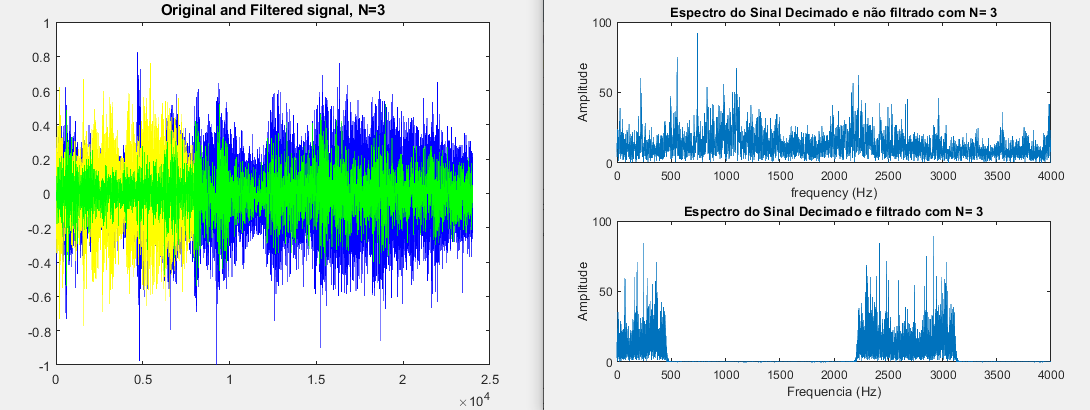 Original and Filtered signal, N=3
1
0.8
0.6
0.4
0.2
0
-0.2
-0.4
-0.6
-0.8
-1
0 0.5 1 1.5 2 2.5
×10^4
Espectro do Sinal Decimado e não filtrado com N= 3
100
50
0
Amplitude
0 500 1000 1500 2000 2500 3000 3500 4000
frequency (Hz)
Espectro do Sinal Decimado e filtrado com N= 3
100
50
0
Amplitude
0 500 1000 1500 2000 2500 3000 3500 4000
Frequencia (Hz)